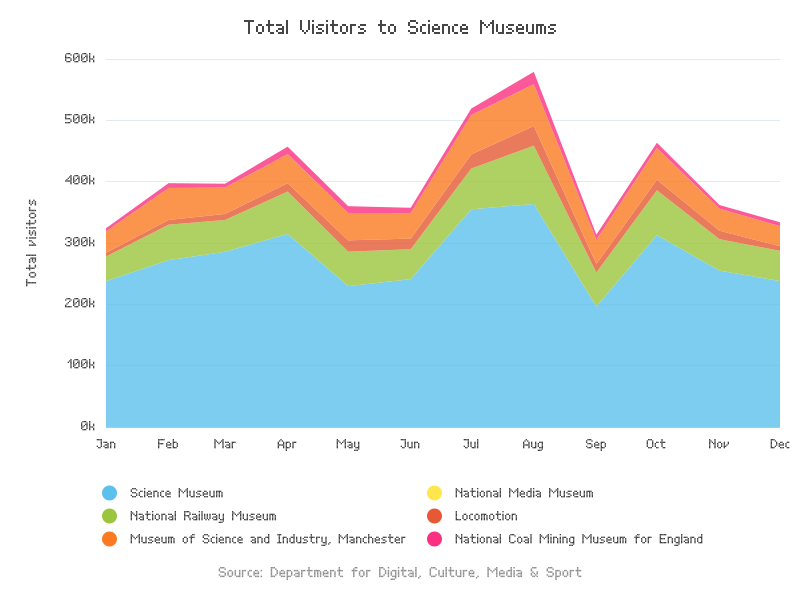 Total Visitors to Science Museums
600k
500k
400k
300k
200k
100k
0k
Total visitors
Jan Feb Mar Apr May Jun Jul Aug Sep Oct Nov Dec
Science Museum
National Media Museum
National Railway Museum
Locomotion
Museum of Science and Industry, Manchester
National Coal Mining Museum for England
Source: Department for Digital, Culture, Media & Sport